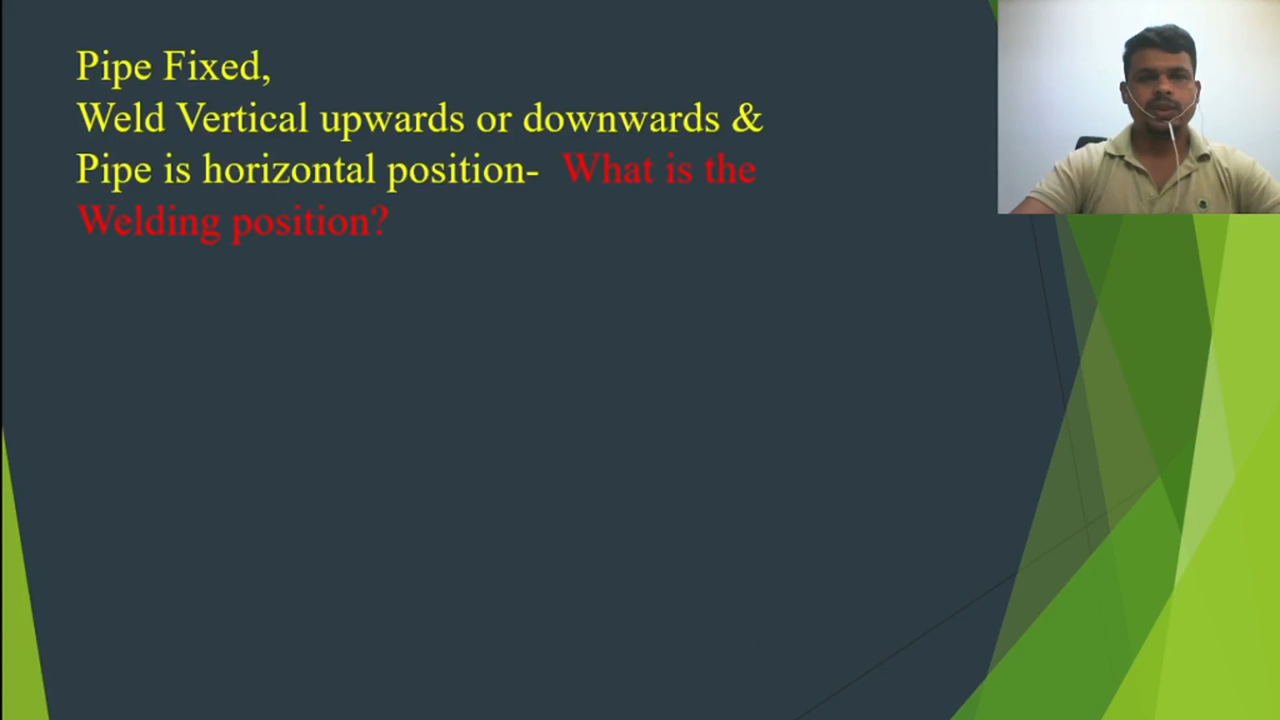 Pipe Fixed,
Weld Vertical upwards or downwards &
Pipe is horizontal position- What is the
Welding position?